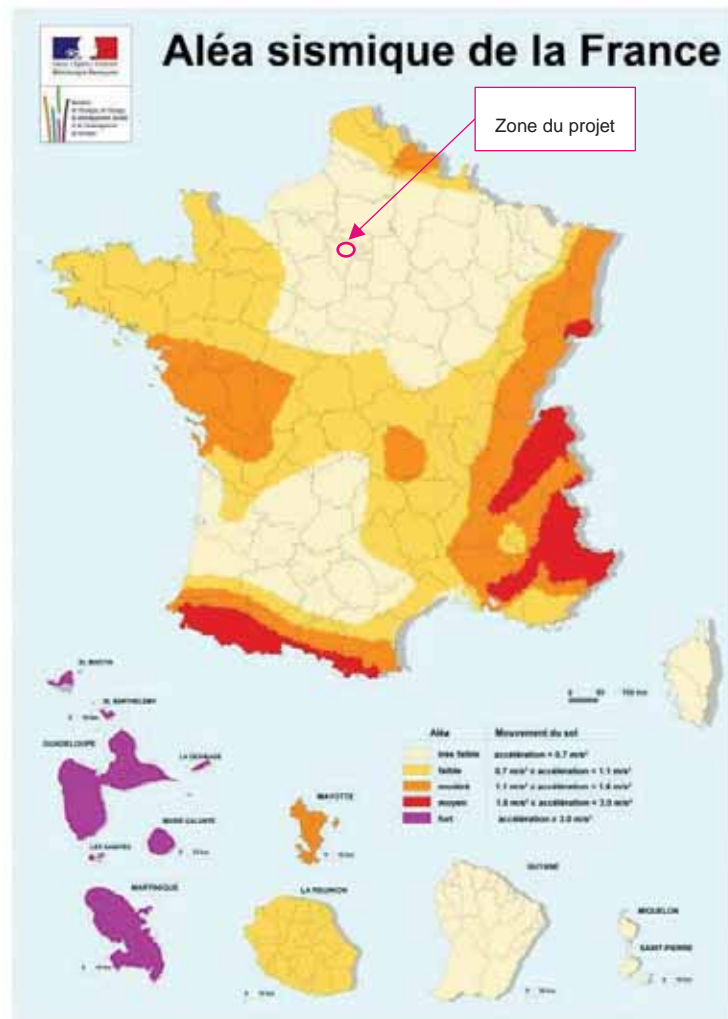 Aléa sismique de la France
Zone du projet
Aléa Mouvement du sol
très faible accélération < 0.7 m/s²
faible 0.7 m/s² ≤ accélération < 1.1 m/s²
modéré 1.1 m/s² ≤ accélération < 1.6 m/s²
moyen 1.6 m/s² ≤ accélération < 3.0 m/s²
fort accélération ≥ 3.0 m/s²
ST. MARTIN
ST. BARTHELEMY
GUADELOUPE
LA DESIRADE
MARIE GALANTE
LES SAINTES
MAYOTTE
MARTINIQUE
LA REUNION
GUYANE
MIQUELON
SAINT-PIERRE